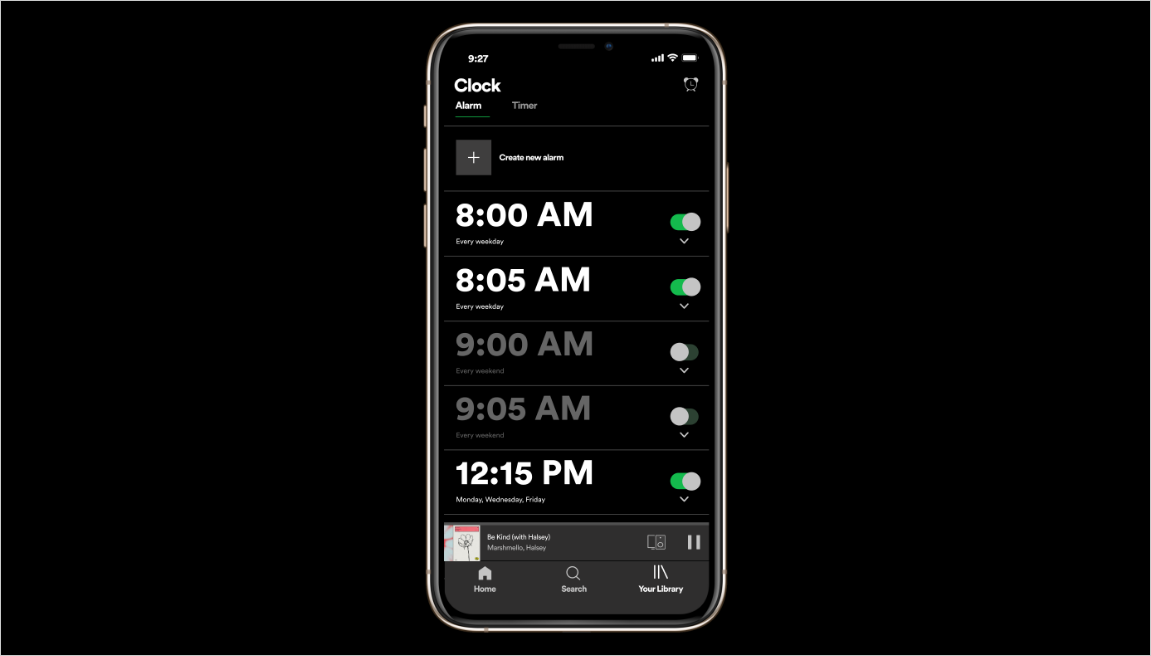 9:27
Clock
Alarm Timer
Create new alarm
8:00 AM
Every weekday
8:05 AM
Every weekday
9:00 AM
Every weekend
9:05 AM
Every weekend
12:15 PM
Monday, Wednesday, Friday
Be Kind (with Halsey)
Marshmello, Halsey
Home Search Your Library